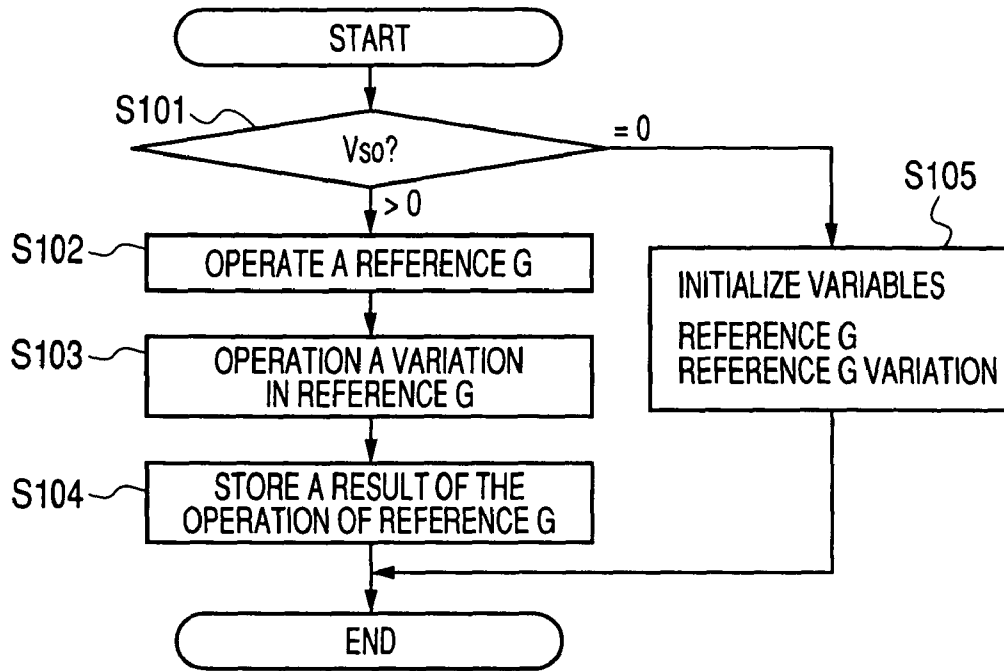 START
S101
Vso?
= 0
> 0
S105
S102
OPERATE A REFERENCE G
INITIALIZE VARIABLES
REFERENCE G
REFERENCE G VARIATION
S103
OPERATION A VARIATION
IN REFERENCE G
S104
STORE A RESULT OF THE
OPERATION OF REFERENCE G
END